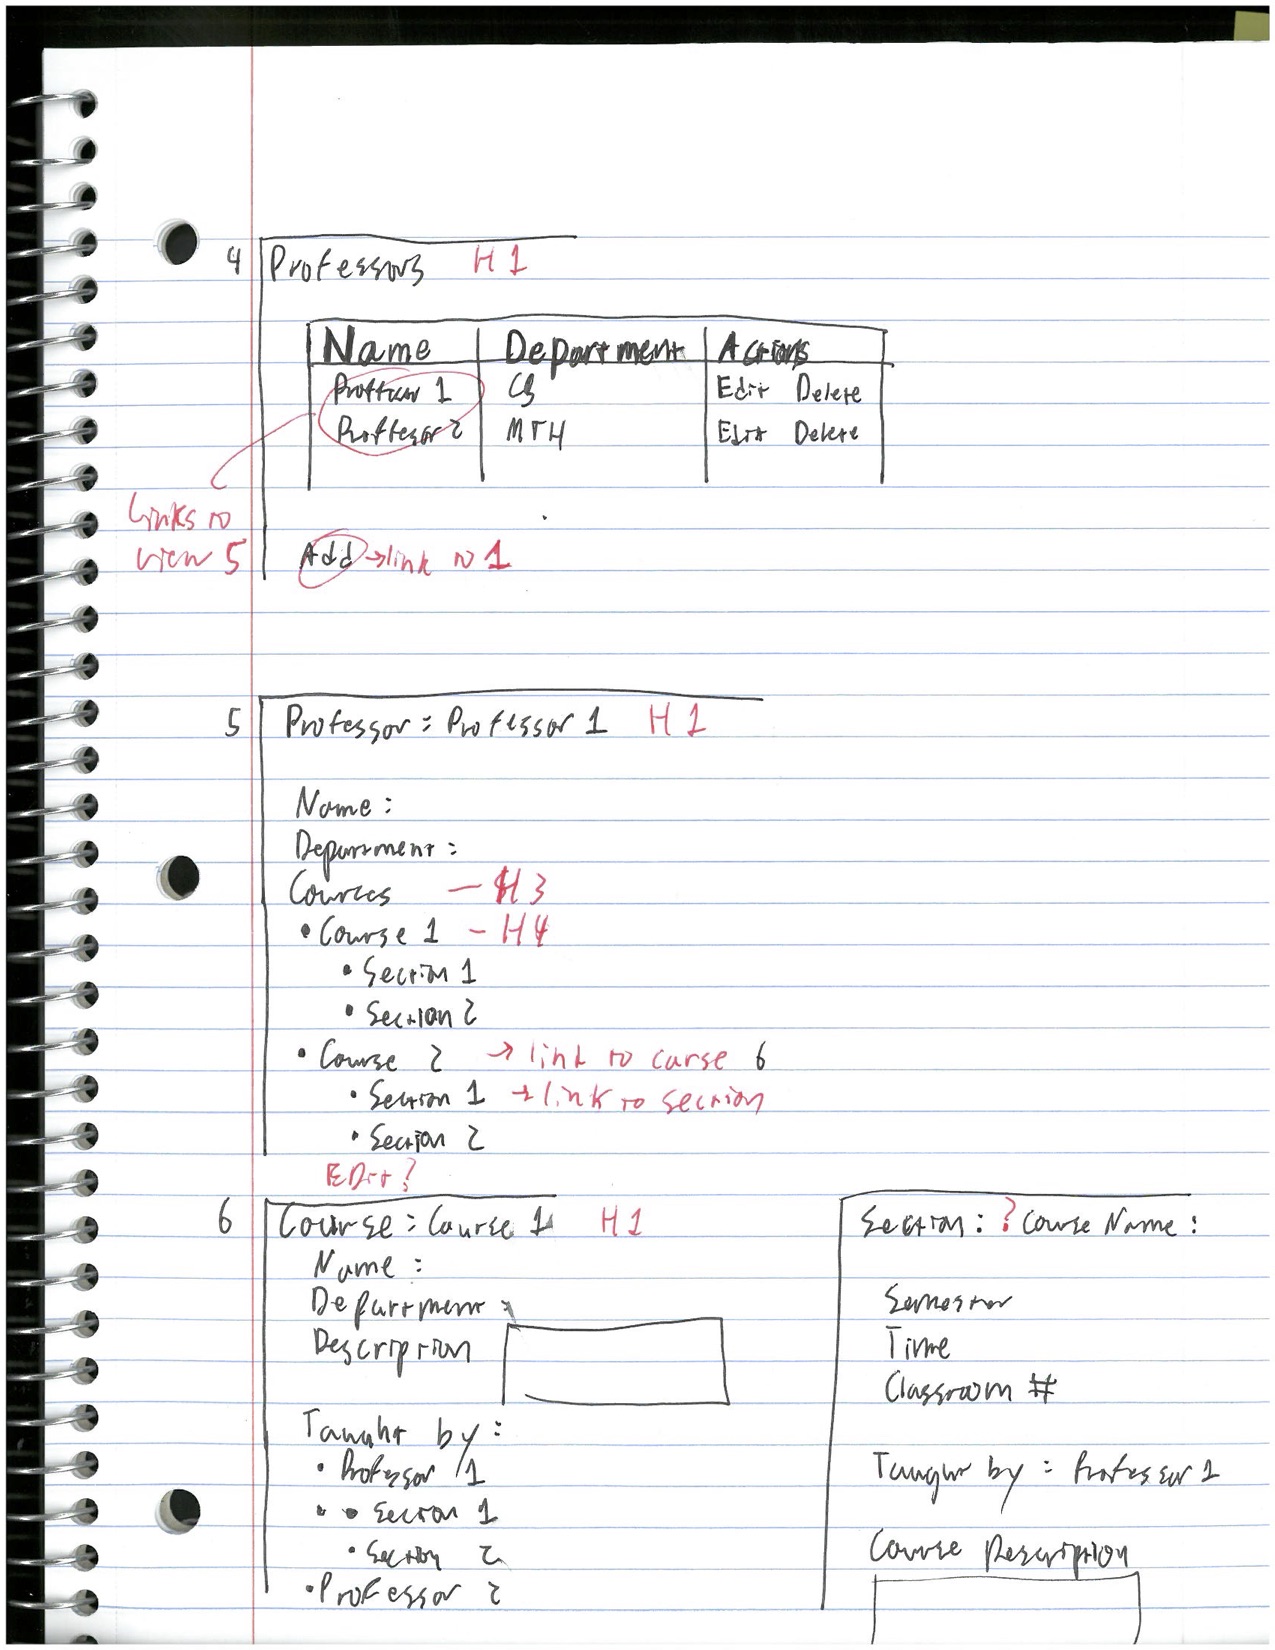 4 Professors H1
Name Department Actions
Professor 1 CS Edit Delete
Professor 2 MTH Edit Delete
Links to
view 5
Add → link to 1
5 Professor : Professor 1 H1
Name :
Department :
Courses — H3
• Course 1 - H4
• Section 1
• Section 2
• Course 2 → link to course 6
• Section 1 → link to section
• Section 2
EDit?
6 Course : Course 1 H1
Name :
Department :
Description
Taught by :
• Professor 1
• • Section 1
• Section 2
• Professor 2
Section : ? Course Name :
Semester
Time
Classroom #
Taught by : Professor 1
Course Description